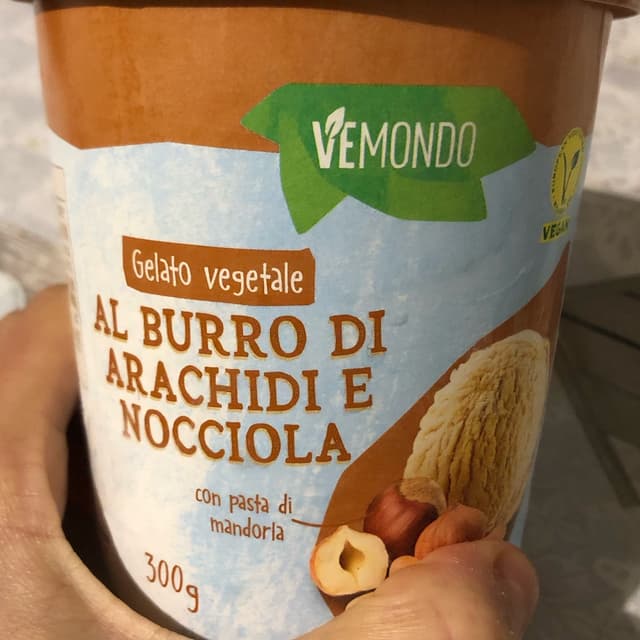 VEMONDO
VEGAN
Gelato vegetale
AL BURRO DI
ARACHIDI E
NOCCIOLA
con pasta di
mandorla
300g